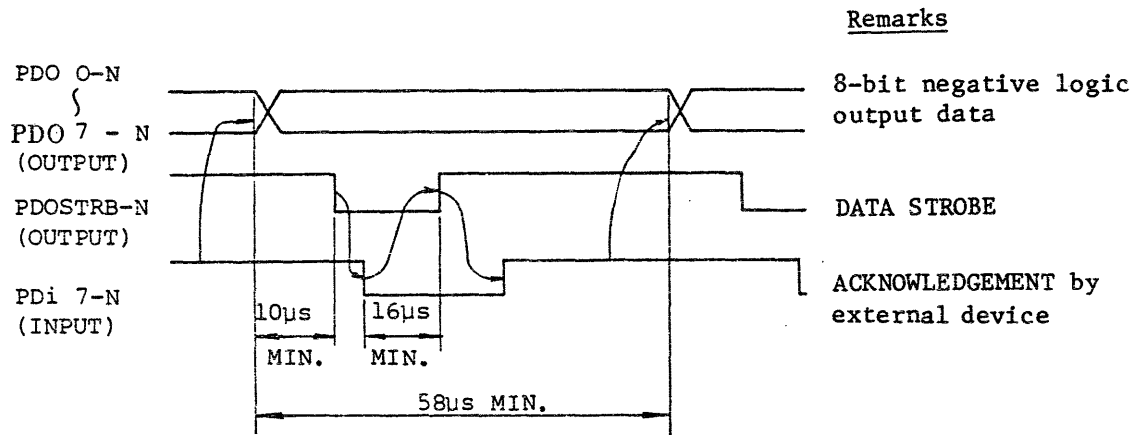 Remarks
PDO 0-N
PDO 7 - N
(OUTPUT)
8-bit negative logic
output data
PDOSTRB-N
(OUTPUT)
DATA STROBE
PDi 7-N
(INPUT)
ACKNOWLEDGEMENT by
external device
10µs
MIN.
16µs
MIN.
58µs MIN.